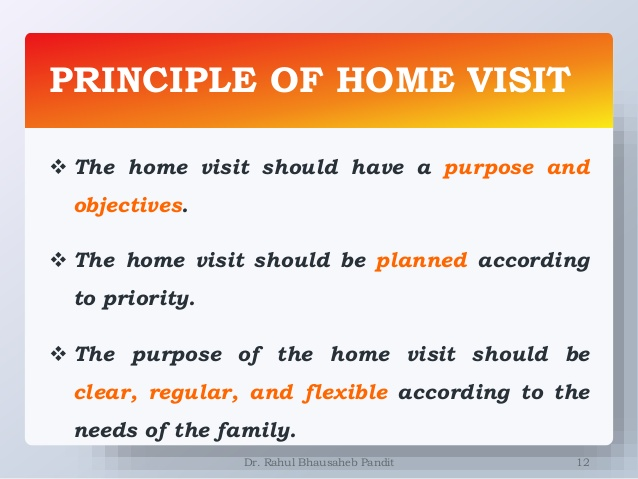 PRINCIPLE OF HOME VISIT
❖ The home visit should have a purpose and
objectives.
❖ The home visit should be planned according
to priority.
❖ The purpose of the home visit should be
clear, regular, and flexible according to the
needs of the family.
Dr. Rahul Bhausaheb Pandit 12